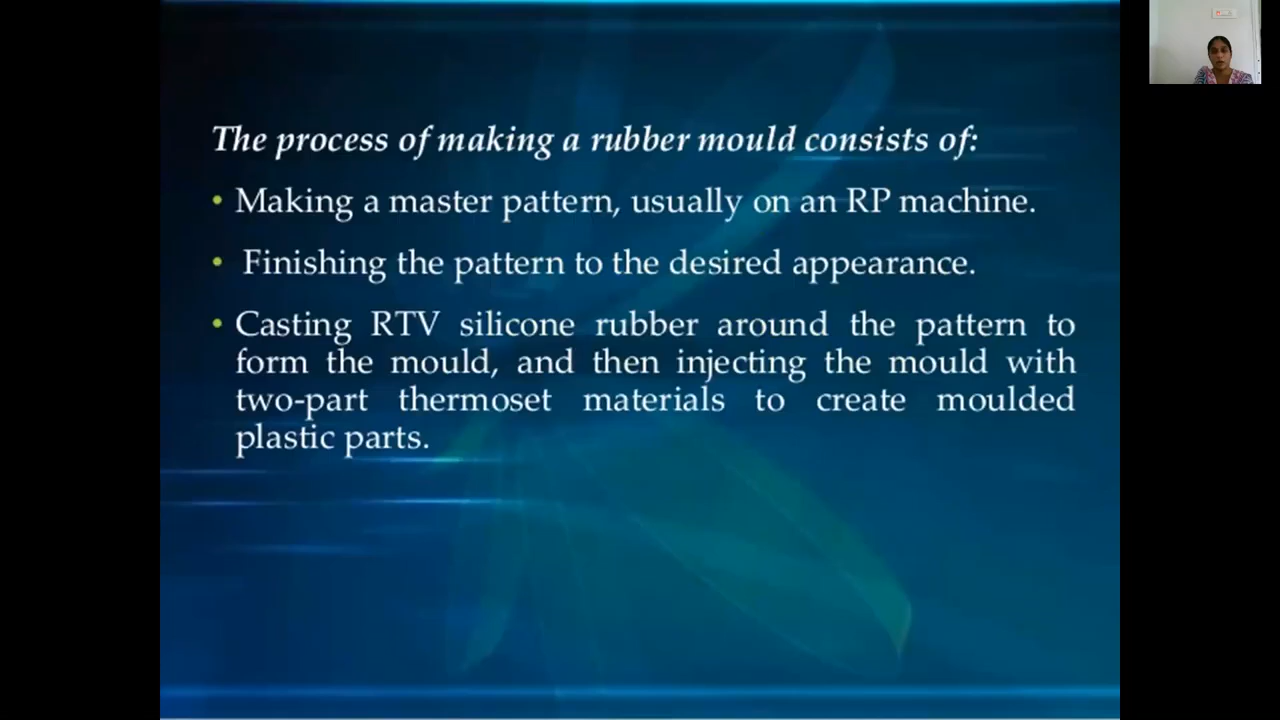 The process of making a rubber mould consists of:
• Making a master pattern, usually on an RP machine.
• Finishing the pattern to the desired appearance.
• Casting RTV silicone rubber around the pattern to
form the mould, and then injecting the mould with
two-part thermoset materials to create moulded
plastic parts.